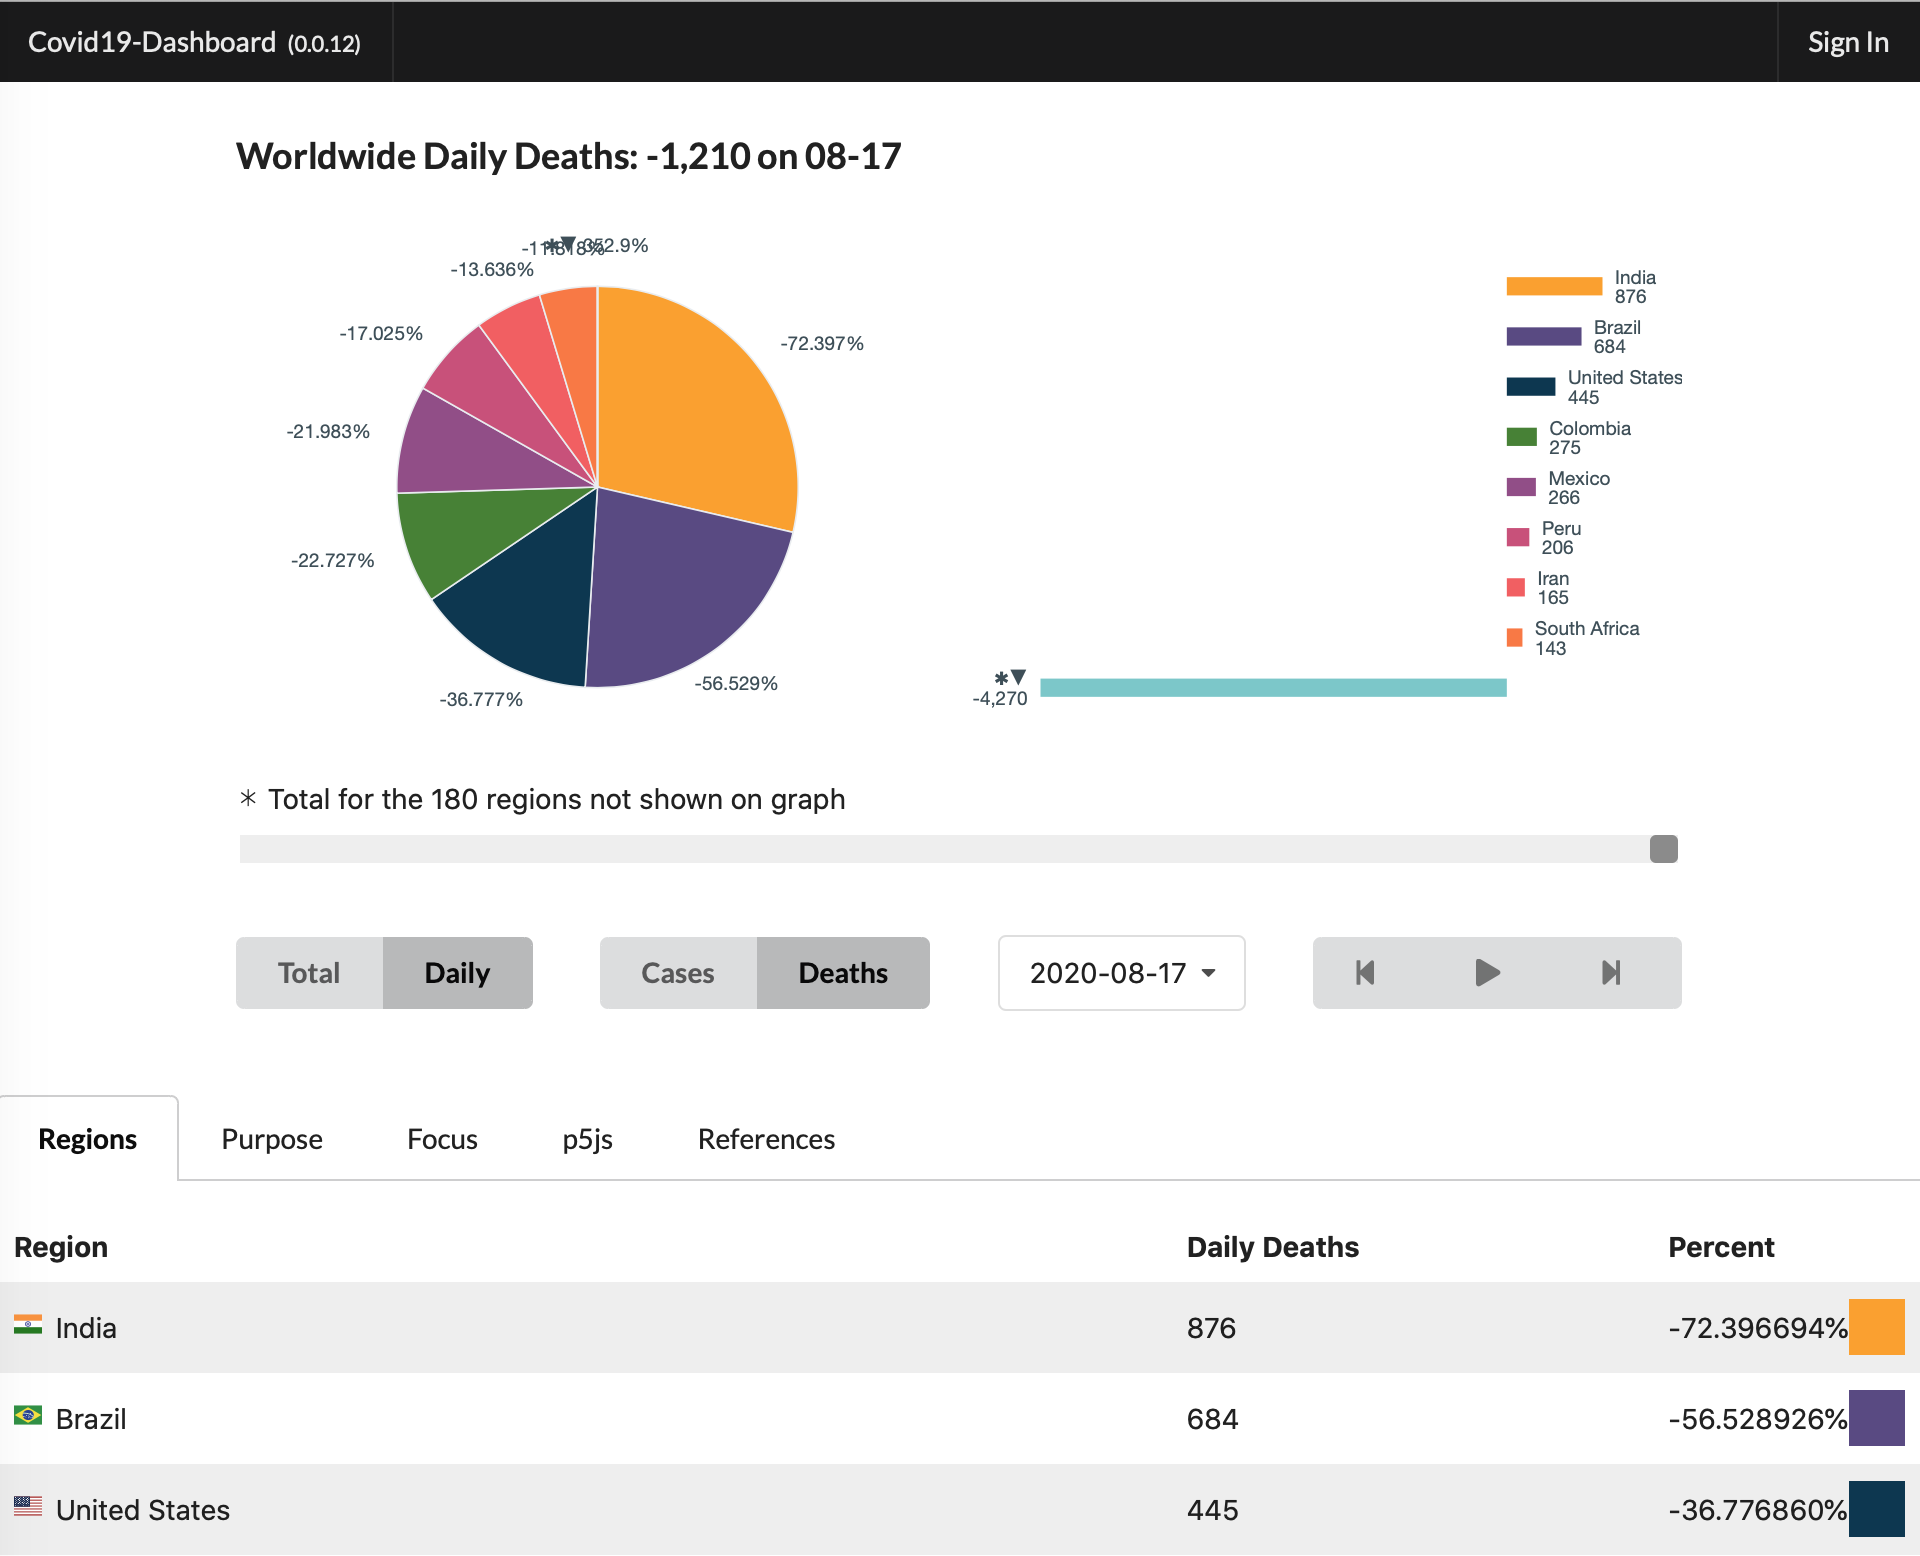 Covid19-Dashboard (0.0.12)
Sign In
Worldwide Daily Deaths: -1,210 on 08-17
-11.818%
352.9%
-13.636%
-17.025%
-72.397%
-21.983%
-22.727%
-36.777%
-56.529%
India
876
Brazil
684
United States
445
Colombia
275
Mexico
266
Peru
206
Iran
165
South Africa
143
*▼
-4,270
* Total for the 180 regions not shown on graph
Total Daily Cases Deaths 2020-08-17
Regions Purpose Focus p5js References
Region Daily Deaths Percent
India 876 -72.396694%
Brazil 684 -56.528926%
United States 445 -36.776860%